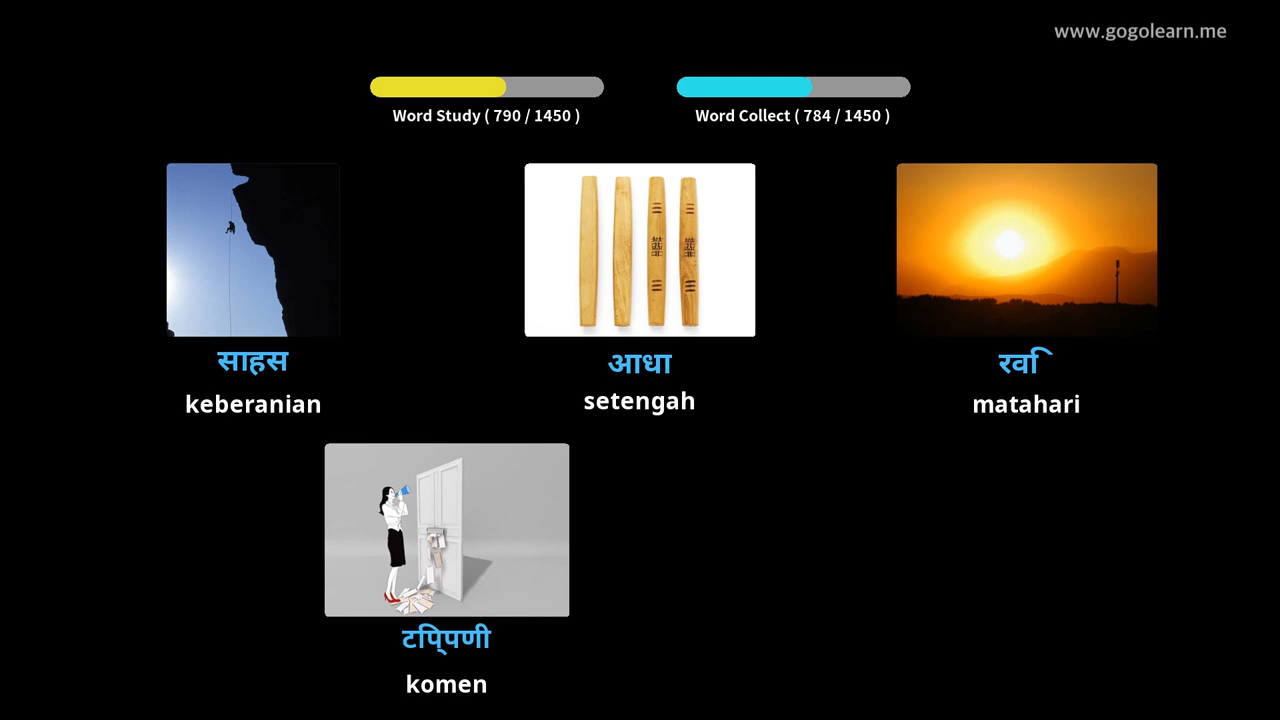 www.gogolearn.me
Word Study ( 790 / 1450 )
Word Collect ( 784 / 1450 )
साहस
आधा
रवि
keberanian
setengah
matahari
टिप्पणी
komen